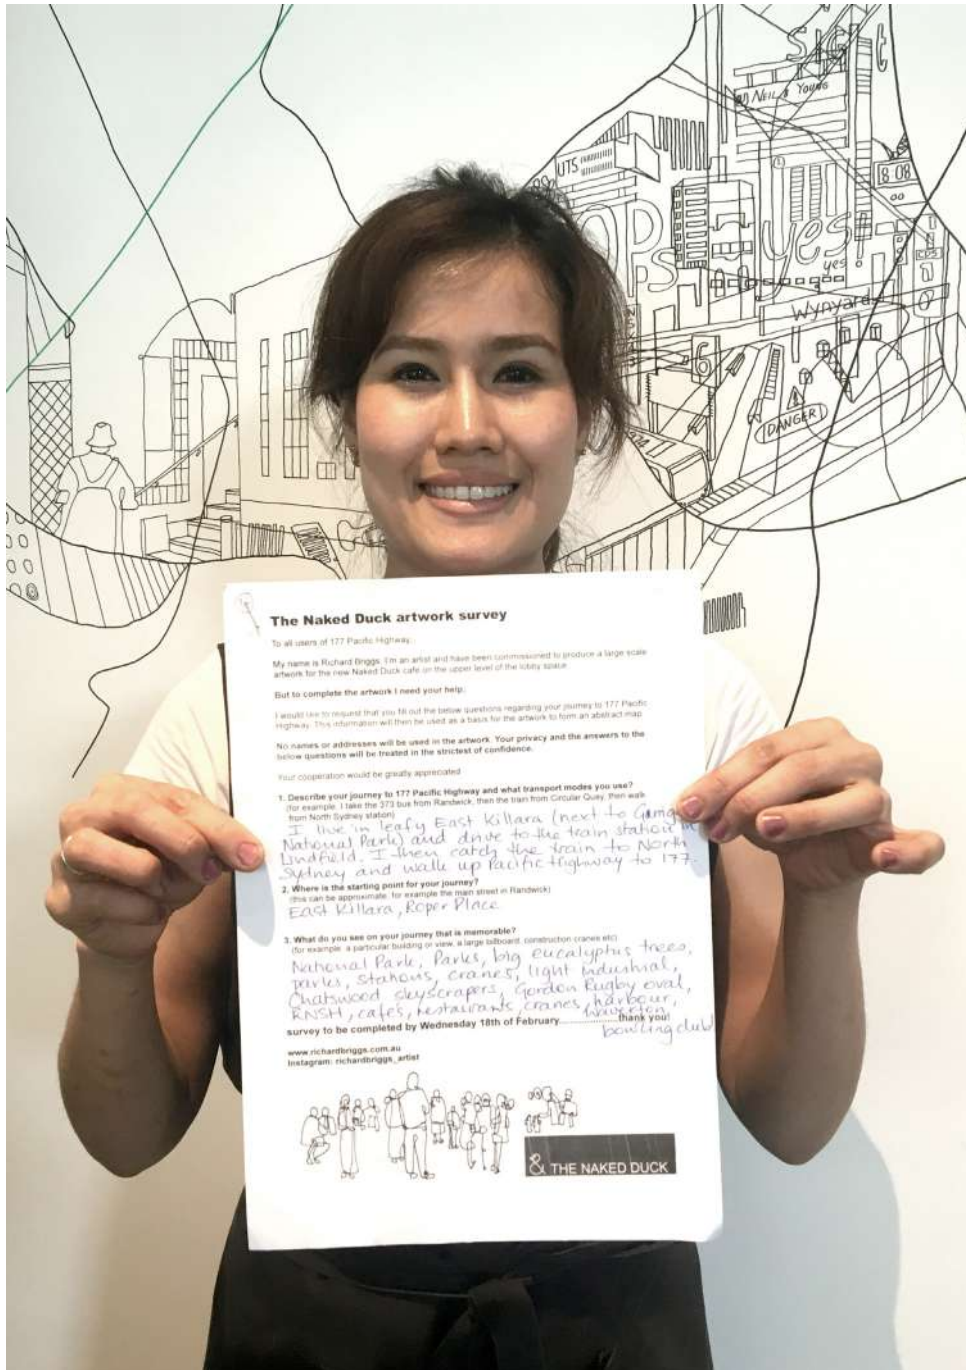 Sigt
NEIL & YOUNG
UTS
8:08
OPs
yes!
yes
Wynyard
6
DANGER
The Naked Duck artwork survey
To all users of 177 Pacific Highway,
My name is Richard Briggs. I'm an artist and have been commissioned to produce a large scale
artwork for the new Naked Duck cafe on the upper level of the lobby space.
But to complete the artwork I need your help:
I would like to request that you fill out the below questions regarding your journey to 177 Pacific
Highway. This information will then be used as a basis for the artwork to form an abstract map.
No names or addresses will be used in the artwork. Your privacy and the answers to the
below questions will be treated in the strictest of confidence.
Your cooperation would be greatly appreciated
1. Describe your journey to 177 Pacific Highway and what transport modes you use?
(for example: I take the 373 bus from Randwick, then the train from Circular Quay, then walk
from North Sydney station)
I live in leafy East Killara (next to
National Park) and drive to the train station in
Lindfield. I then catch the train to North
Sydney and walk up Pacific Highway to 177.
2. Where is the starting point for your journey?
(this can be approximate, for example the main street in Randwick)
East Killara, Roper Place
3. What do you see on your journey that is memorable?
(for example: a particular building or view, a large billboard, construction cranes etc)
National Park, Parks, big eucalyptus trees,
parks, stations, cranes, light industrial,
Chatswood skyscrapers, Gordon Rugby oval,
RNSH, cafes, restaurants, cranes, harbour,
Waverton
bowling club
survey to be completed by Wednesday 18th of February..................thank you!
www.richardbriggs.com.au
Instagram: richardbriggs_artist
& THE NAKED DUCK